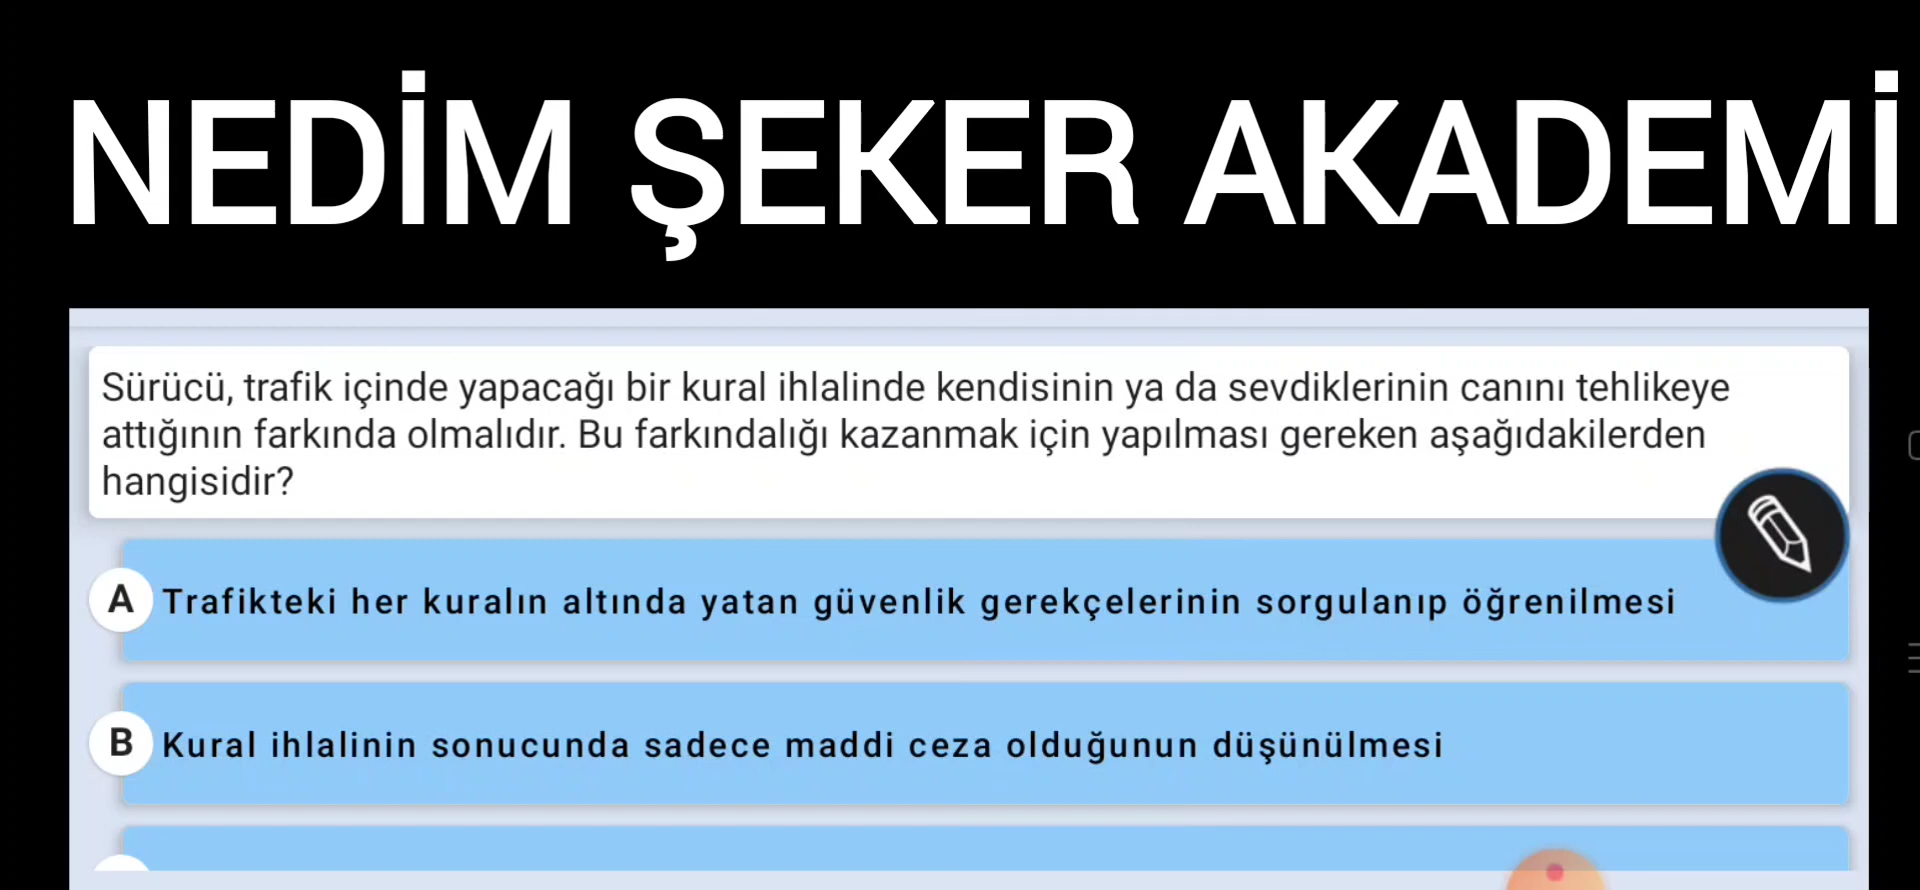 NEDİM ŞEKER AKADEMİ
Sürücü, trafik içinde yapacağı bir kural ihlalinde kendisinin ya da sevdiklerinin canını tehlikeye
attığının farkında olmalıdır. Bu farkındalığı kazanmak için yapılması gereken aşağıdakilerden
hangisidir?
A Trafikteki her kuralın altında yatan güvenlik gerekçelerinin sorgulanıp öğrenilmesi
B Kural ihlalinin sonucunda sadece maddi ceza olduğunun düşünülmesi